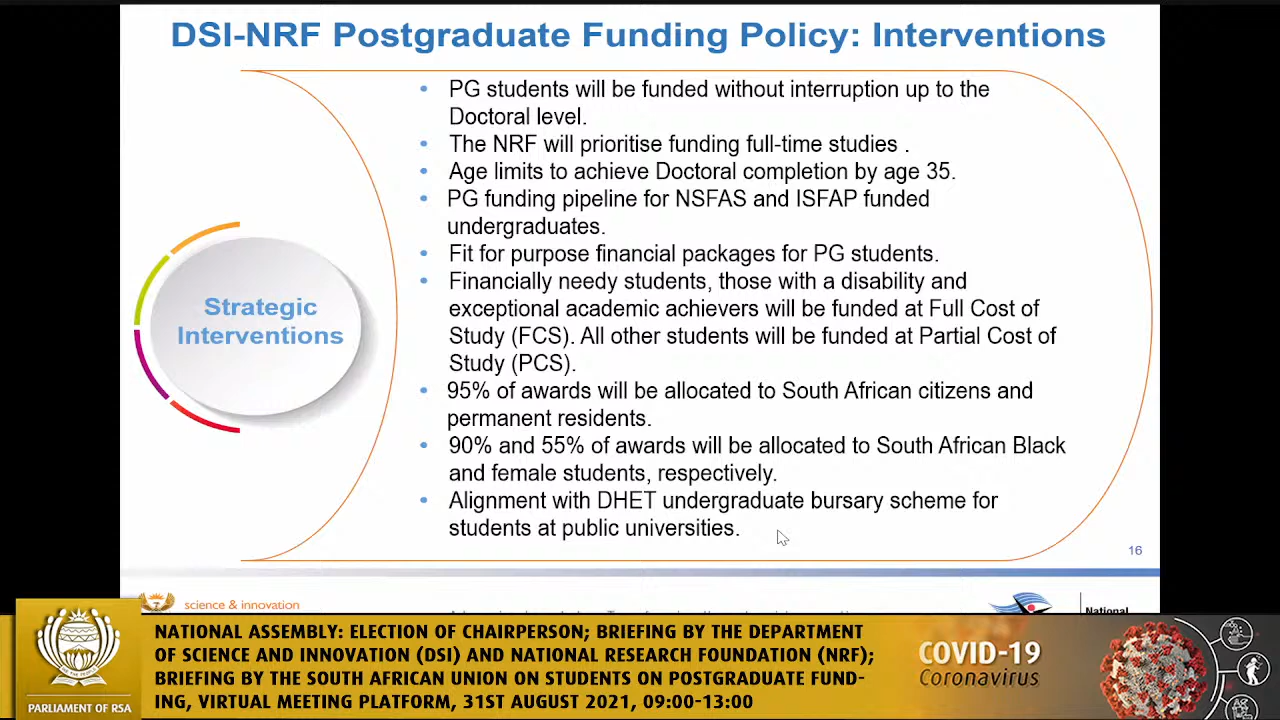 DSI-NRF Postgraduate Funding Policy: Interventions
• PG students will be funded without interruption up to the
Doctoral level.
• The NRF will prioritise funding full-time studies .
• Age limits to achieve Doctoral completion by age 35.
• PG funding pipeline for NSFAS and ISFAP funded
undergraduates.
• Fit for purpose financial packages for PG students.
• Financially needy students, those with a disability and
exceptional academic achievers will be funded at Full Cost of
Study (FCS). All other students will be funded at Partial Cost of
Study (PCS).
• 95% of awards will be allocated to South African citizens and
permanent residents.
• 90% and 55% of awards will be allocated to South African Black
and female students, respectively.
• Alignment with DHET undergraduate bursary scheme for
students at public universities.
Strategic
Interventions
16
science & innovation
National
PARLIAMENT OF RSA
NATIONAL ASSEMBLY: ELECTION OF CHAIRPERSON; BRIEFING BY THE DEPARTMENT
OF SCIENCE AND INNOVATION (DSI) AND NATIONAL RESEARCH FOUNDATION (NRF);
BRIEFING BY THE SOUTH AFRICAN UNION ON STUDENTS ON POSTGRADUATE FUND-
ING, VIRTUAL MEETING PLATFORM, 31ST AUGUST 2021, 09:00-13:00
COVID-19
Coronavirus